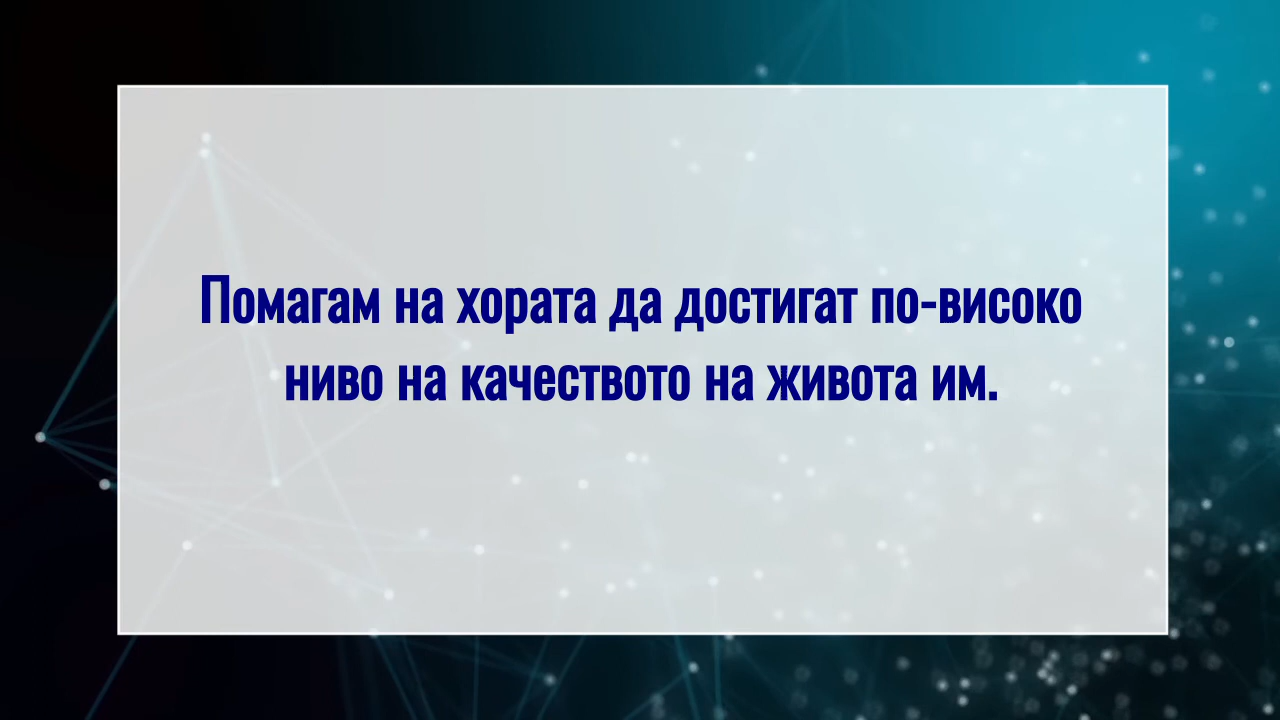 Помагам на хората да достигат по-високо
ниво на качеството на живота им.